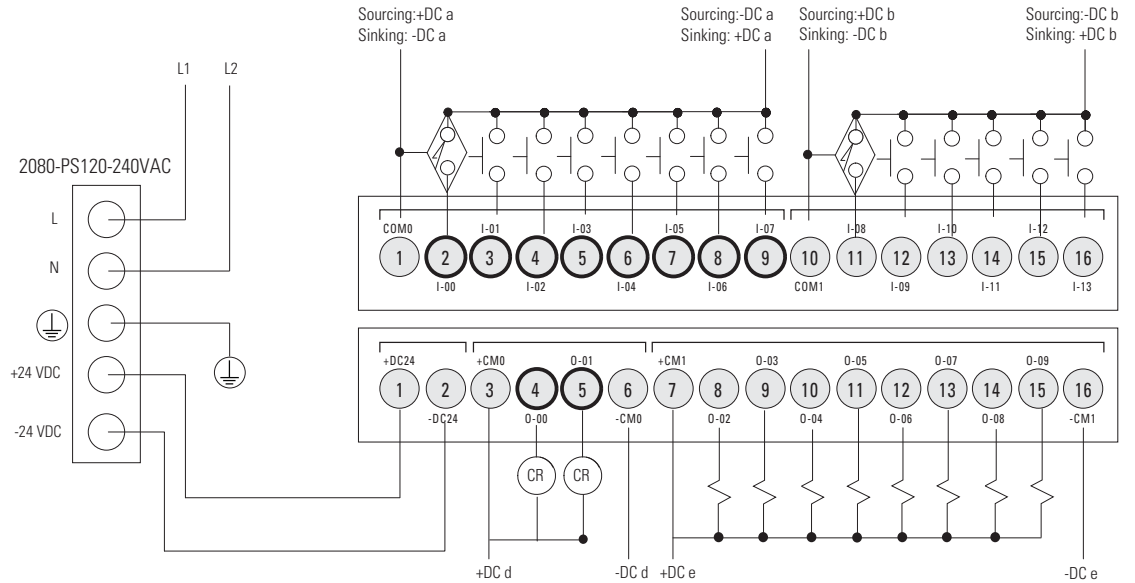 Sourcing:+DC a
Sinking: -DC a
Sourcing:-DC a
Sinking: +DC a
Sourcing:+DC b
Sinking: -DC b
Sourcing:-DC b
Sinking: +DC b
L1 L2
2080-PS120-240VAC
L
N
+24 VDC
-24 VDC
COM0 I-01 I-03 I-05 I-07 I-08 I-10 I-12
1 2 3 4 5 6 7 8 9 10 11 12 13 14 15 16
I-00 I-02 I-04 I-06 COM1 I-09 I-11 I-13
+DC24 +CM0 O-01 +CM1 O-03 O-05 O-07 O-09
1 2 3 4 5 6 7 8 9 10 11 12 13 14 15 16
-DC24 O-00 -CM0 O-02 O-04 O-06 O-08 -CM1
CR CR
+DC d -DC d +DC e -DC e